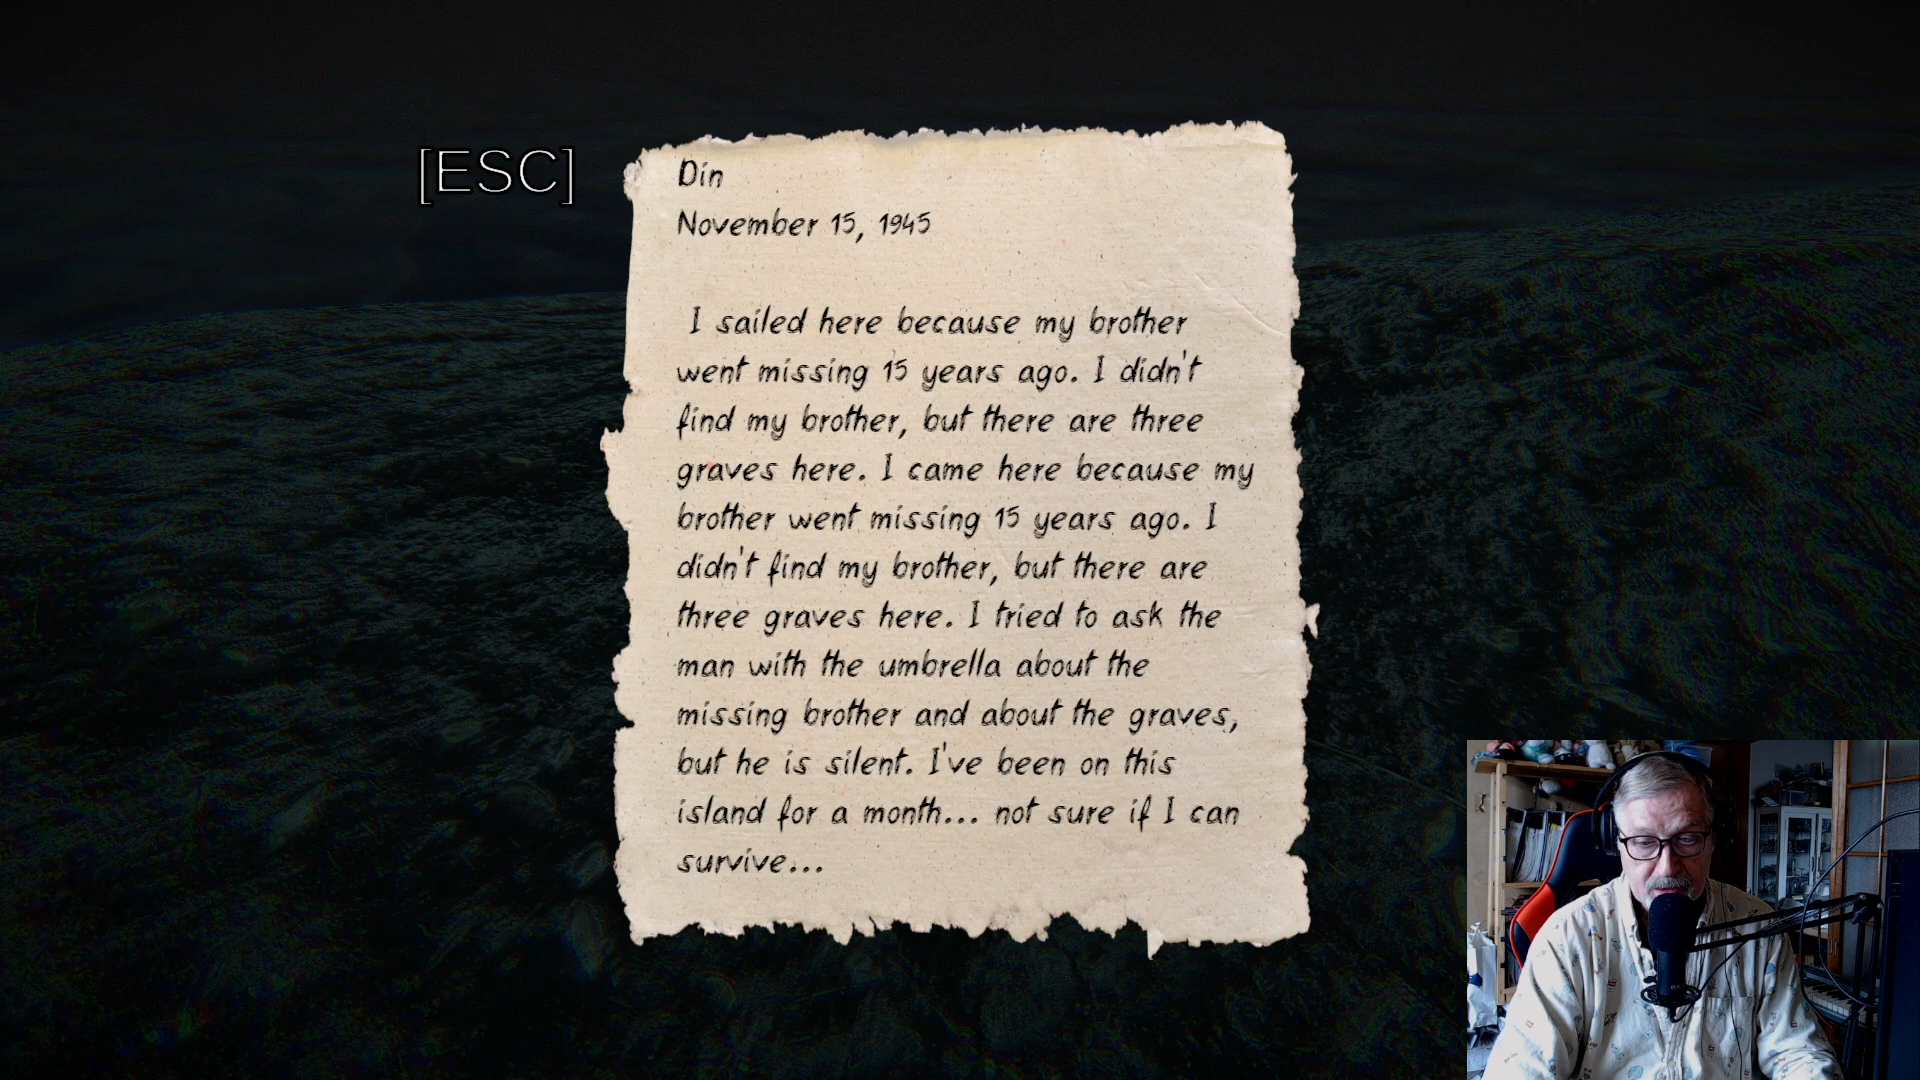 [ESC]
Din
November 15, 1945
I sailed here because my brother
went missing 15 years ago. I didn't
find my brother, but there are three
graves here. I came here because my
brother went missing 15 years ago. I
didn't find my brother, but there are
three graves here. I tried to ask the
man with the umbrella about the
missing brother and about the graves,
but he is silent. I've been on this
island for a month... not sure if I can
survive...